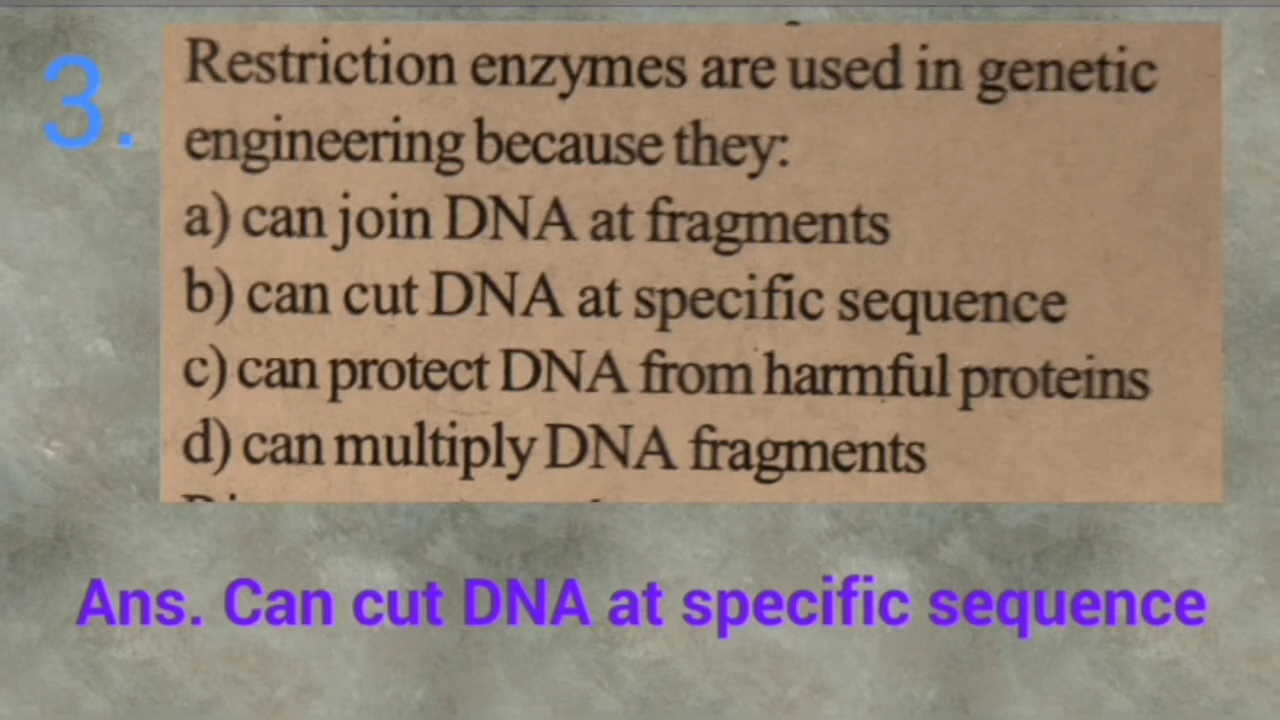 3.
Restriction enzymes are used in genetic
engineering because they:
a) can join DNA at fragments
b) can cut DNA at specific sequence
c) can protect DNA from harmful proteins
d) can multiply DNA fragments
Ans. Can cut DNA at specific sequence